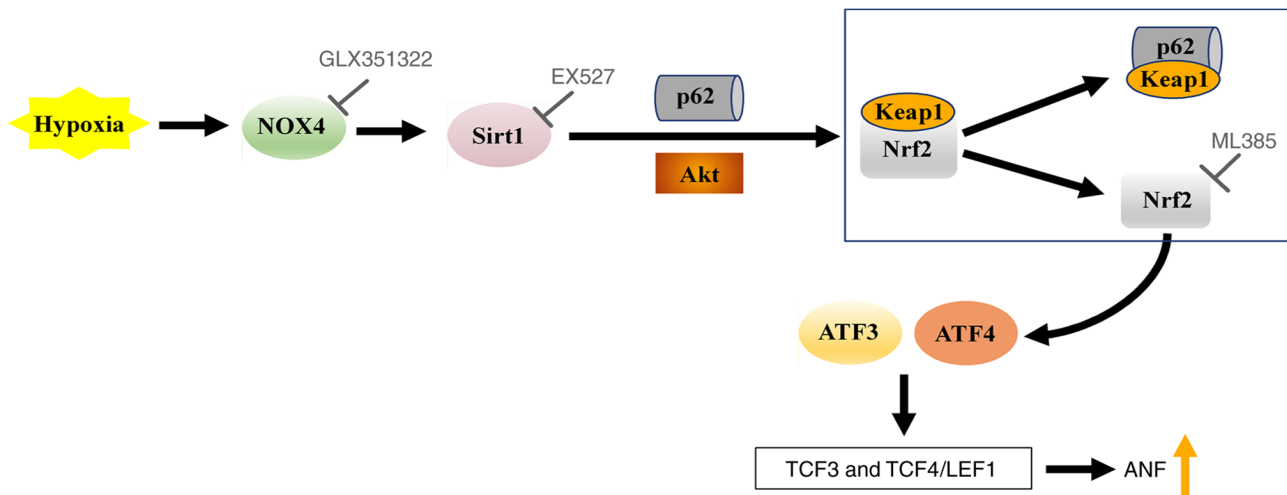 GLX351322
EX527
p62
Hypoxia
NOX4
Sirt1
Akt
Keap1
Nrf2
p62
Keap1
ML385
Nrf2
ATF3
ATF4
TCF3 and TCF4/LEF1
ANF